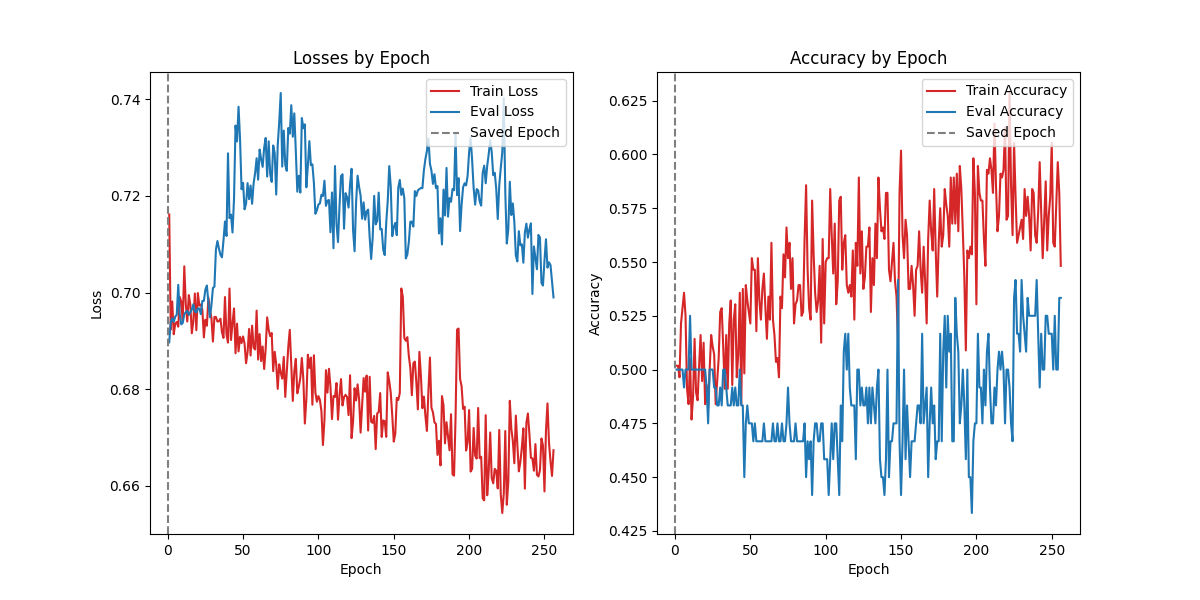 Losses by Epoch
Train Loss
Eval Loss
Saved Epoch
0.74
0.72
0.70
0.68
0.66
Loss
0
50
100
150
200
250
Epoch
Accuracy by Epoch
Train Accuracy
Eval Accuracy
Saved Epoch
0.625
0.600
0.575
0.550
0.525
0.500
0.475
0.450
0.425
Accuracy
0
50
100
150
200
250
Epoch